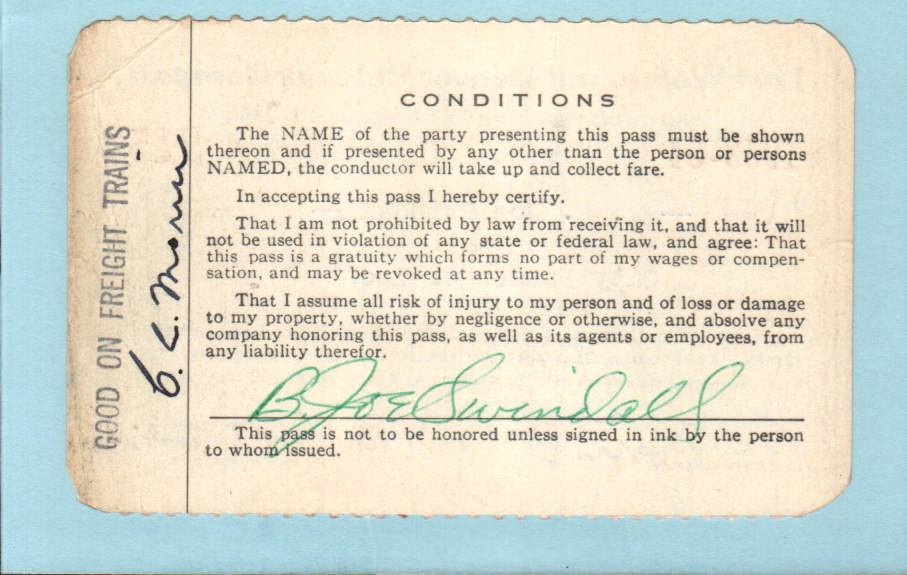 CONDITIONS
The NAME of the party presenting this pass must be shown
thereon and if presented by any other tnan the person or persons
NAMED, the conductor will take up and collect fare.
In accepting this pass I hereby certify.
That I am not prohibited by law from receiving it, and that it will
not be used in violation of any state or federal law, and agree: That
this pass is a gratuity which forms no part of my wages or compen-
sation, and may be revoked at any time.
That I assume all risk of injury to my person and of loss or damage
to my property, whether by negligence or otherwise, and absolve any
company honoring this pass, as well as its agents or employees, from
any liability therefor.
B. Joe Swindall
This pass is not to be honored unless signed in ink by the person
to whom issued.
GOOD ON FREIGHT TRAINS